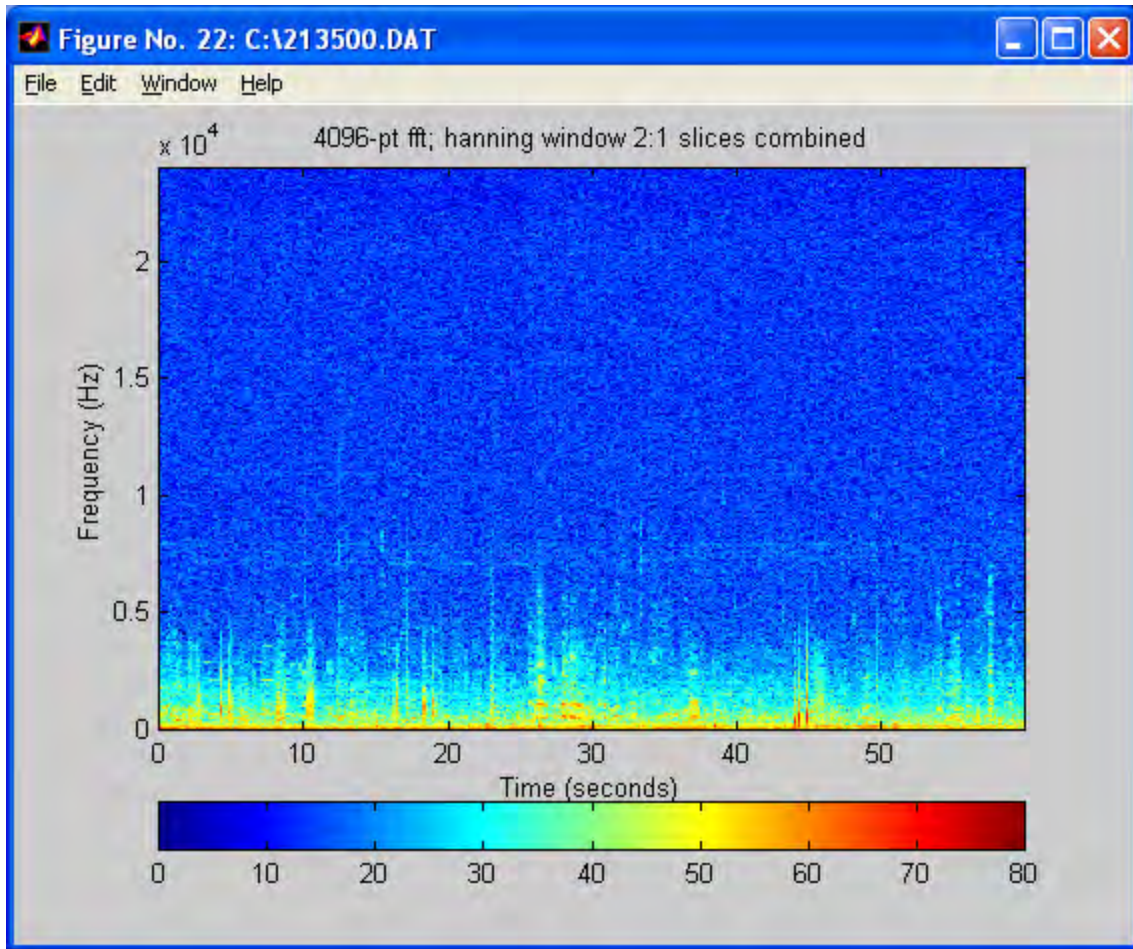 Figure No. 22: C:\213500.DAT
File Edit Window Help
x 10^4
4096-pt fft; hanning window 2:1 slices combined
2
1.5
1
0.5
0
Frequency (Hz)
0 10 20 30 40 50
Time (seconds)
0 10 20 30 40 50 60 70 80